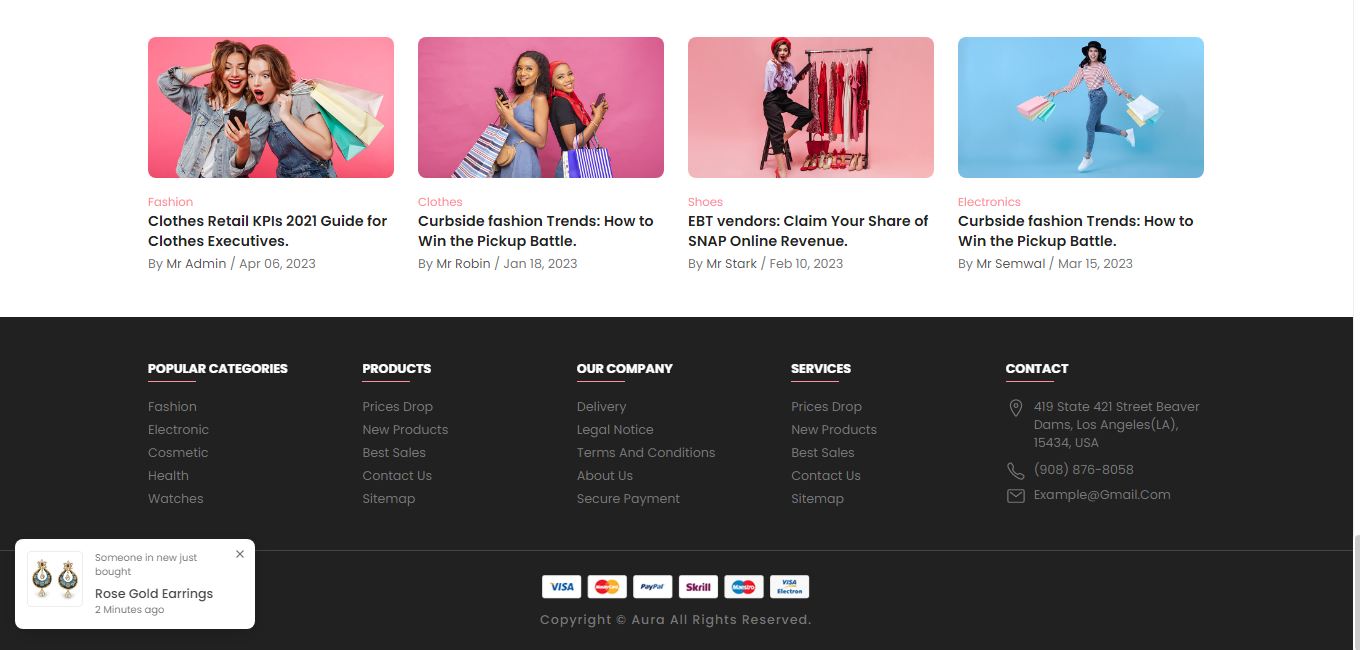 Fashion
Clothes Retail KPIs 2021 Guide for
Clothes Executives.
By Mr Admin / Apr 06, 2023
Clothes
Curbside fashion Trends: How to
Win the Pickup Battle.
By Mr Robin / Jan 18, 2023
Shoes
EBT vendors: Claim Your Share of
SNAP Online Revenue.
By Mr Stark / Feb 10, 2023
Electronics
Curbside fashion Trends: How to
Win the Pickup Battle.
By Mr Semwal / Mar 15, 2023
POPULAR CATEGORIES
Fashion
Electronic
Cosmetic
Health
Watches
PRODUCTS
Prices Drop
New Products
Best Sales
Contact Us
Sitemap
OUR COMPANY
Delivery
Legal Notice
Terms And Conditions
About Us
Secure Payment
SERVICES
Prices Drop
New Products
Best Sales
Contact Us
Sitemap
CONTACT
419 State 421 Street Beaver
Dams, Los Angeles(LA),
15434, USA
(908) 876-8058
Example@Gmail.Com
Someone in new just
bought
Rose Gold Earrings
2 Minutes ago
VISA
MasterCard
PayPal
Skrill
Maestro
VISA
Electron
Copyright © Aura All Rights Reserved.